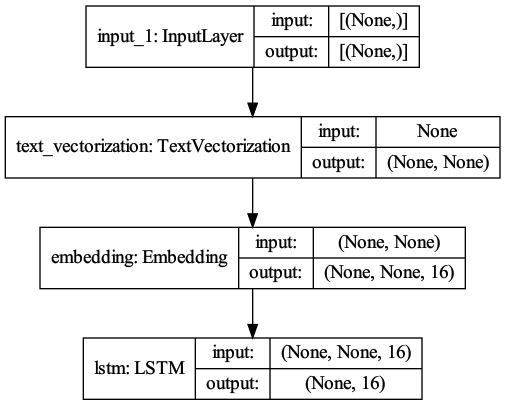 input_1: InputLayer
input:
[(None,)]
output:
[(None,)]
text_vectorization: TextVectorization
input:
None
output:
(None, None)
embedding: Embedding
input:
(None, None)
output:
(None, None, 16)
lstm: LSTM
input:
(None, None, 16)
output:
(None, 16)